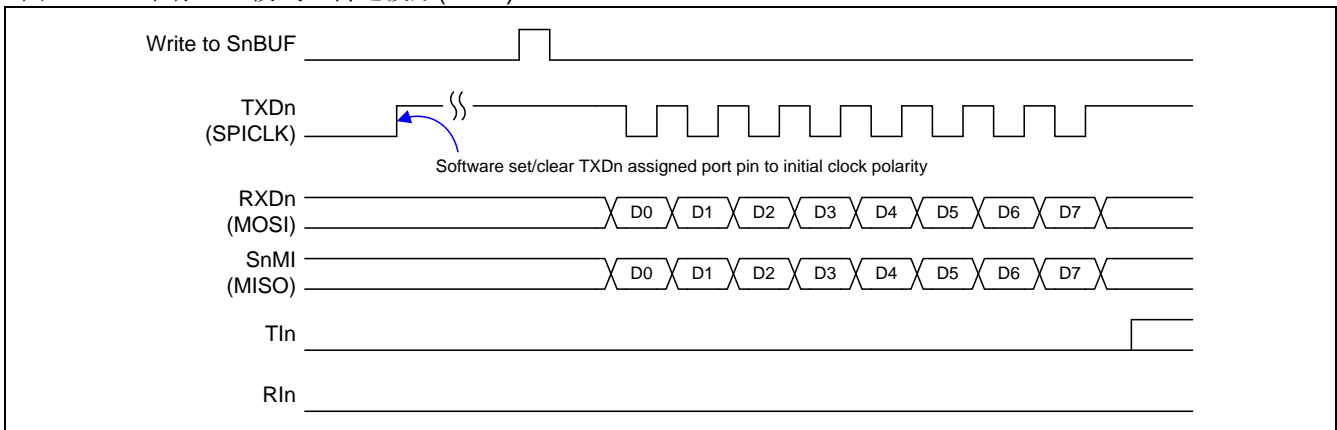 Write to SnBUF
TXDn
(SPICLK)
Software set/clear TXDn assigned port pin to initial clock polarity
RXDn
(MOSI)
D0 D1 D2 D3 D4 D5 D6 D7
SnMI
(MISO)
D0 D1 D2 D3 D4 D5 D6 D7
TIn
RIn